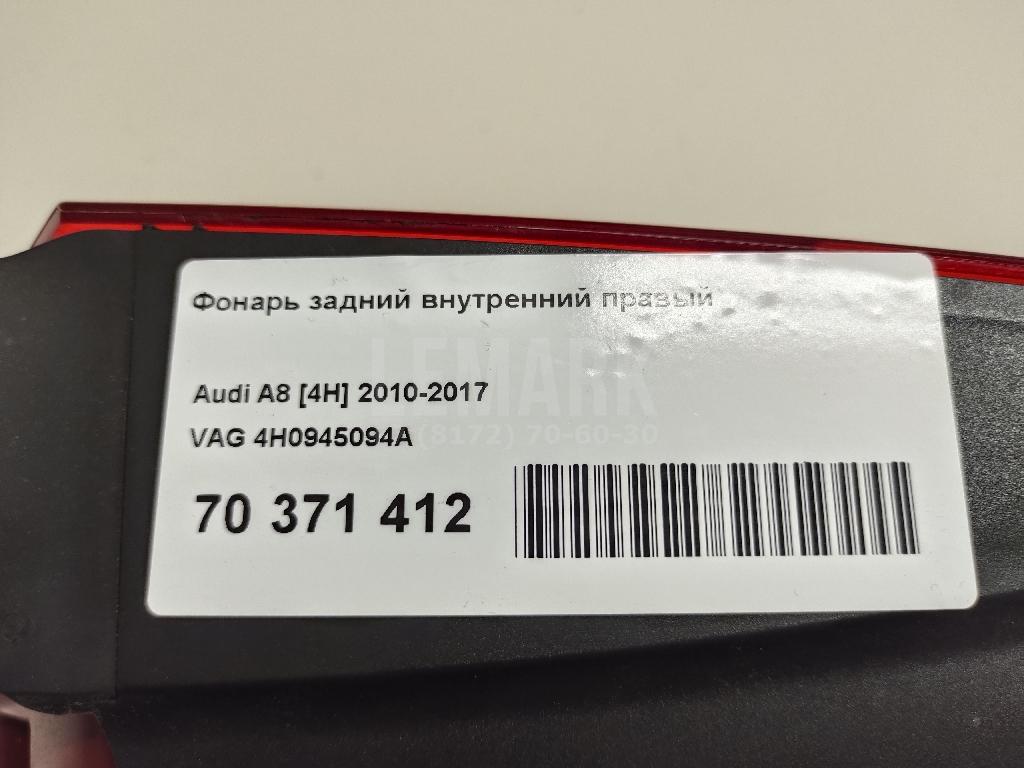 Фонарь задний внутренний правый
LEMARK
Audi A8 [4H] 2010-2017
(8172) 70-60-30
VAG 4H0945094A
70 371 412